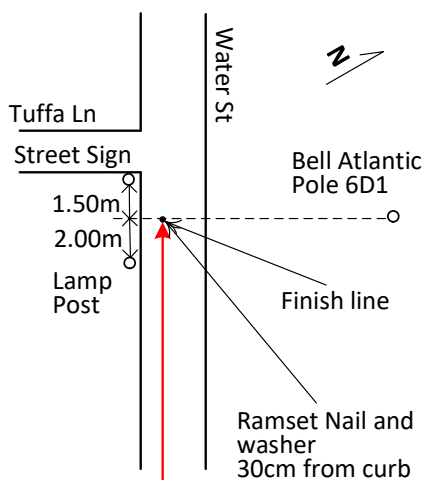 Water St
N
Tuffa Ln
Street Sign
Bell Atlantic
Pole 6D1
1.50m
2.00m
Lamp
Post
Finish line
Ramset Nail and
washer
30cm from curb